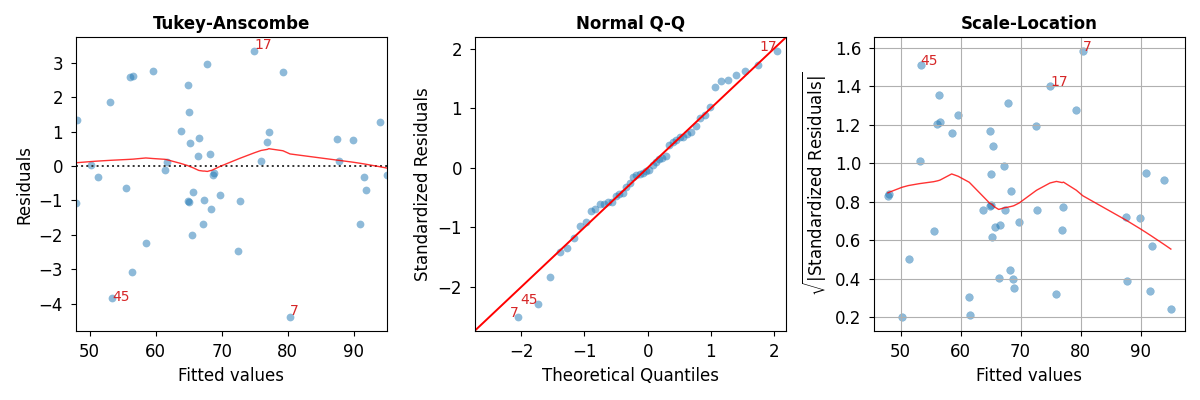 Tukey-Anscombe
Residuals
3
2
1
0
−1
−2
−3
−4
17
45
7
50 60 70 80 90
Fitted values
Normal Q-Q
Standardized Residuals
2
1
0
−1
−2
17
45
7
−2 −1 0 1 2
Theoretical Quantiles
Scale-Location
√|Standardized Residuals|
1.6
1.4
1.2
1.0
0.8
0.6
0.4
0.2
7
45
17
50 60 70 80 90
Fitted values